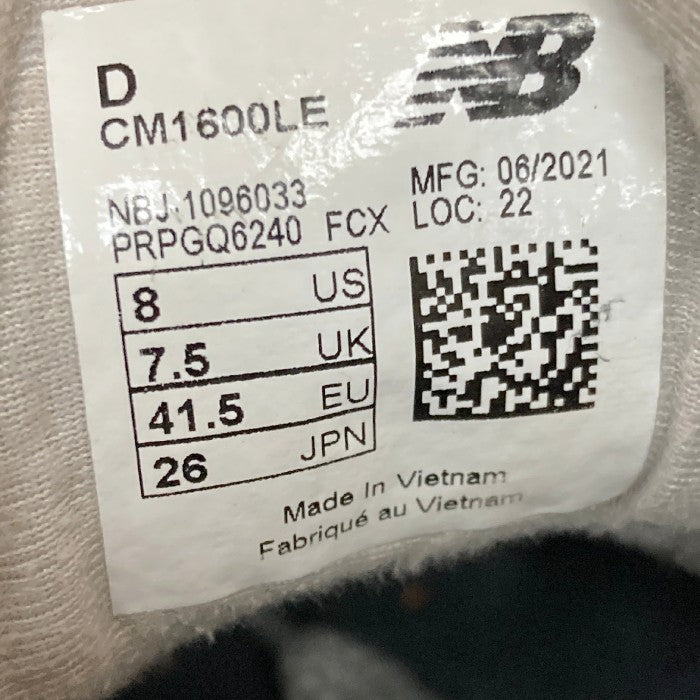 D
NB
CM1600LE
NBJ:1096033
MFG: 06/2021
PRPGQ6240 FCX
LOC: 22
8 US
7.5 UK
41.5 EU
26 JPN
Made In Vietnam
Fabriqué au Vietnam